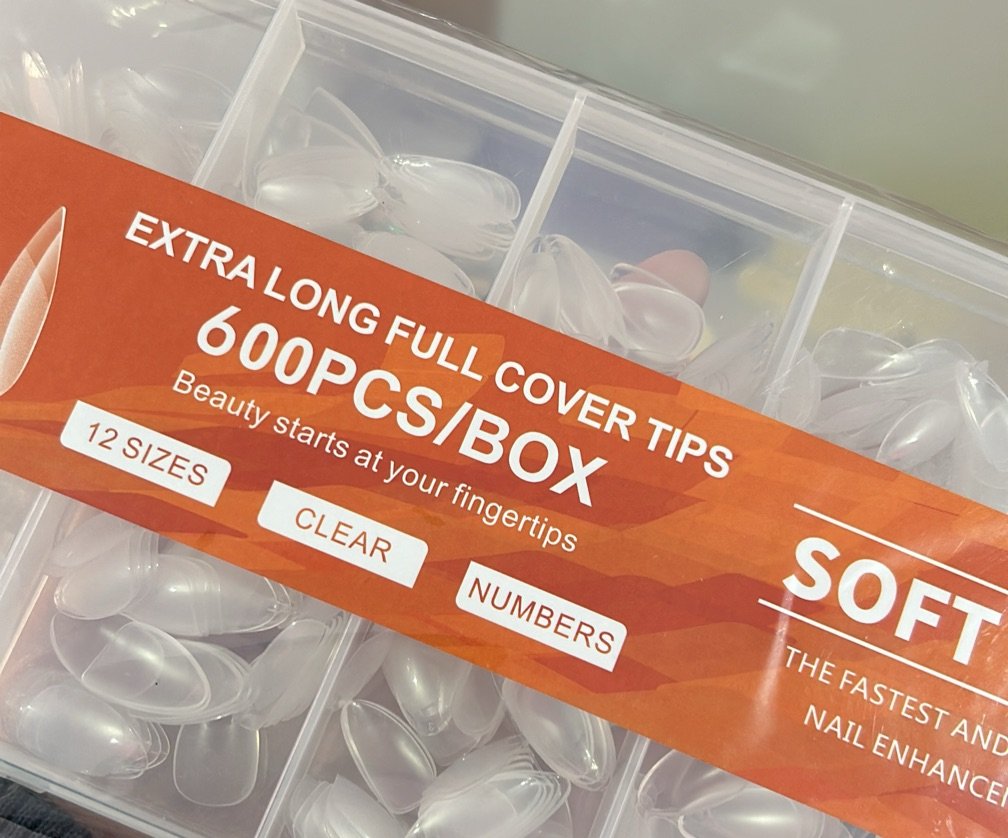 EXTRA LONG FULL COVER TIPS
600PCS/BOX
Beauty starts at your fingertips
12 SIZES
CLEAR
NUMBERS
SOFT
THE FASTEST AND
NAIL